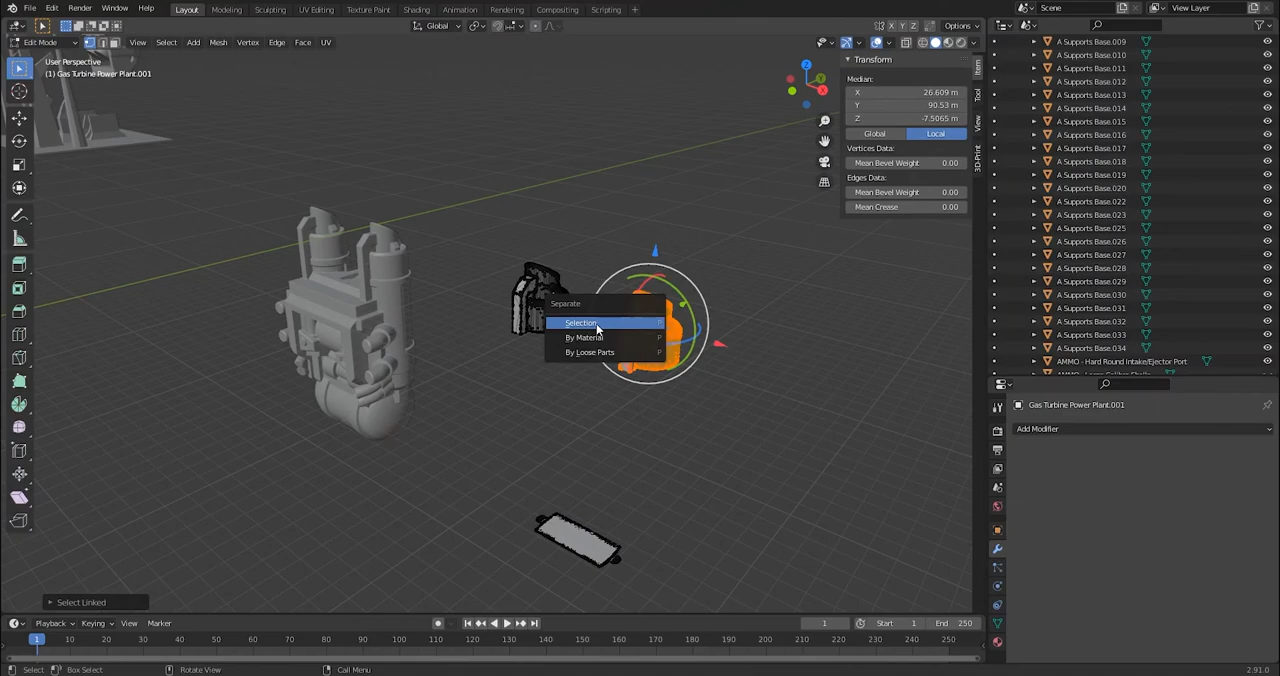 File Edit Render Window Help Layout Modeling Sculpting UV Editing Texture Paint Shading Animation Rendering Compositing Scripting + Scene View Layer
Global X Y Z Options
Edit Mode View Select Add Mesh Vertex Edge Face UV
User Perspective
(1) Gas Turbine Power Plant.001
Z
Y
X
Transform
Median:
X 26.609 m
Y 90.53 m
Z -7.5065 m
Global Local
Vertices Data:
Mean Bevel Weight 0.00
Edges Data:
Mean Bevel Weight 0.00
Mean Crease 0.00
Item
Tool
View
3D-Print
A Supports Base.009
A Supports Base.010
A Supports Base.011
A Supports Base.012
A Supports Base.013
A Supports Base.014
A Supports Base.015
A Supports Base.016
A Supports Base.017
A Supports Base.018
A Supports Base.019
A Supports Base.020
A Supports Base.022
A Supports Base.023
A Supports Base.025
A Supports Base.026
A Supports Base.027
A Supports Base.028
A Supports Base.029
A Supports Base.030
A Supports Base.031
A Supports Base.032
A Supports Base.033
A Supports Base.034
AMMO - Hard Round Intake/Ejector Port
Separate
Selection P
By Material P
By Loose Parts P
Gas Turbine Power Plant.001
Add Modifier
Select Linked
Playback Keying View Marker 1 Start 1 End 250
1 10 20 30 40 50 60 70 80 90 100 110 120 130 140 150 160 170 180 190 200 210 220 230 240 250
Select Box Select Rotate View Call Menu 2.91.0